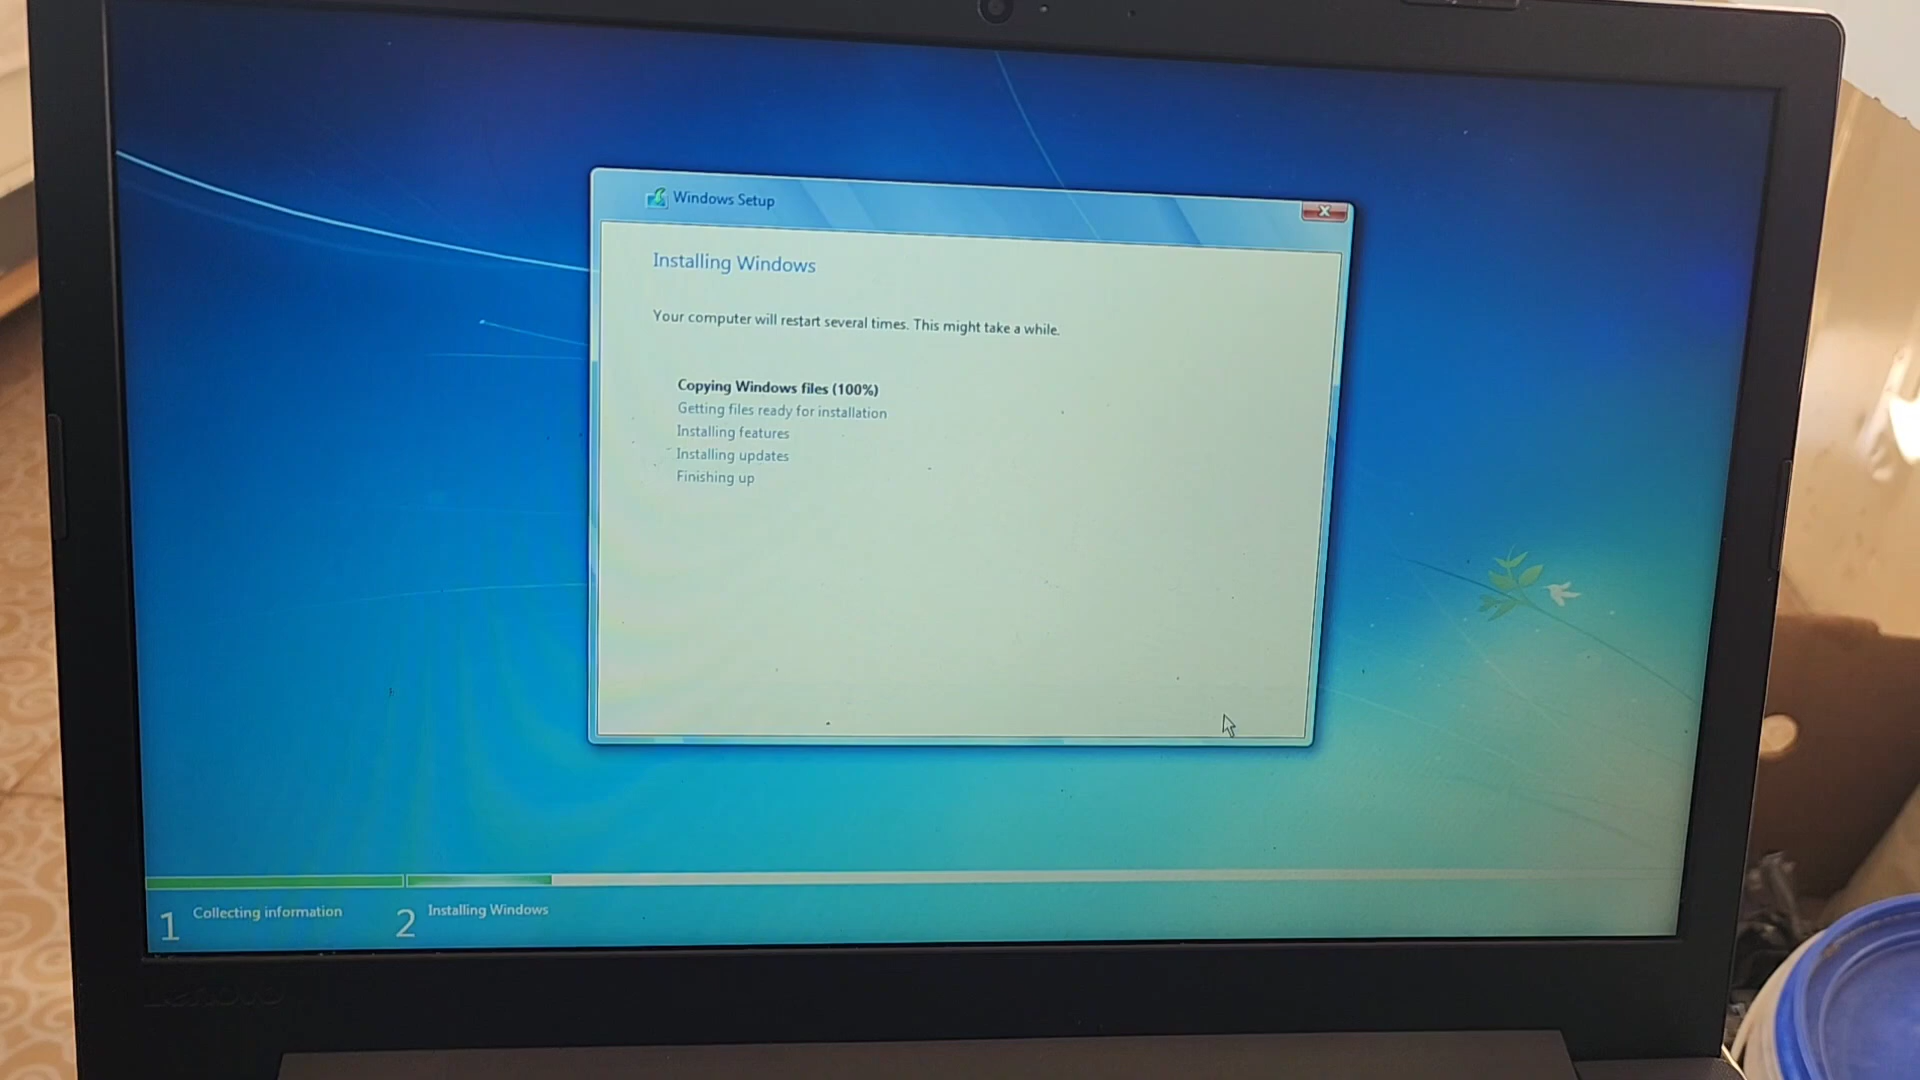 Windows Setup
Installing Windows
Your computer will restart several times. This might take a while.
Copying Windows files (100%)
Getting files ready for installation
Installing features
Installing updates
Finishing up
1 Collecting information
2 Installing Windows
Lenovo